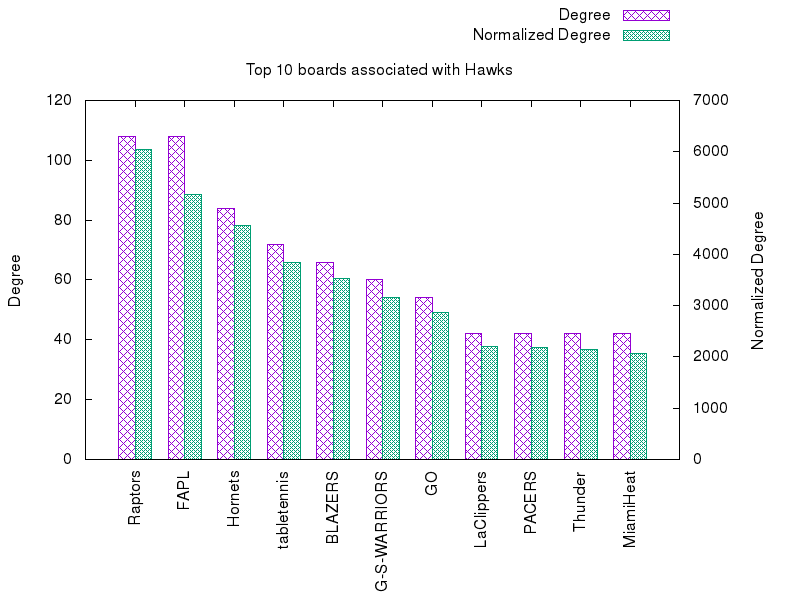 Degree
Normalized Degree
Top 10 boards associated with Hawks
120
100
80
60
40
20
0
7000
6000
5000
4000
3000
2000
1000
0
Degree
Normalized Degree
Raptors
FAPL
Hornets
tabletennis
BLAZERS
G-S-WARRIORS
GO
LaClippers
PACERS
Thunder
MiamiHeat